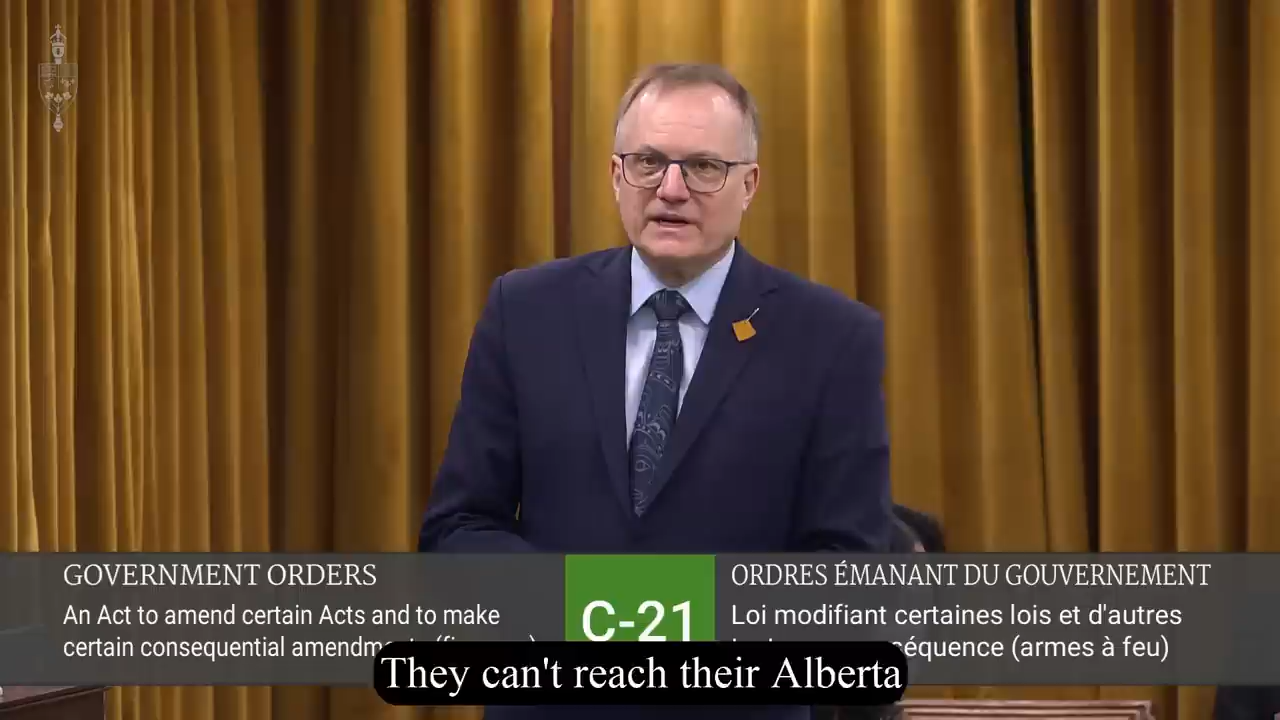 GOVERNMENT ORDERS
An Act to amend certain Acts and to make
certain consequential
C-21
ORDRES ÉMANANT DU GOUVERNEMENT
Loi modifiant certaines lois et d'autres
(armes à feu)
They can't reach their Alberta